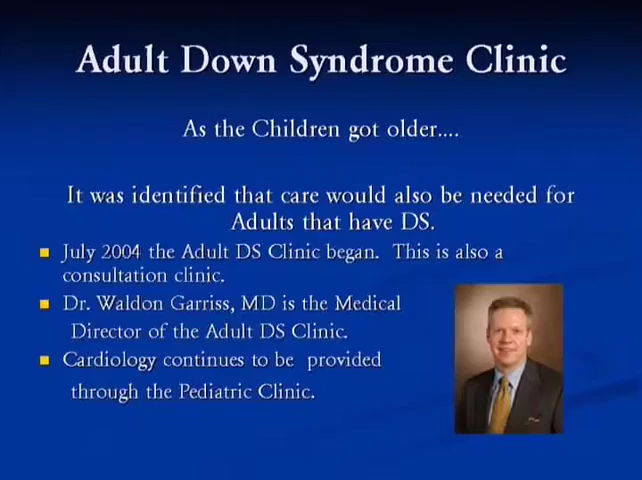 Adult Down Syndrome Clinic
As the Children got older....
It was identified that care would also be needed for
Adults that have DS.
July 2004 the Adult DS Clinic began. This is also a
consultation clinic.
Dr. Waldon Garriss, MD is the Medical
Director of the Adult DS Clinic.
Cardiology continues to be provided
through the Pediatric Clinic.